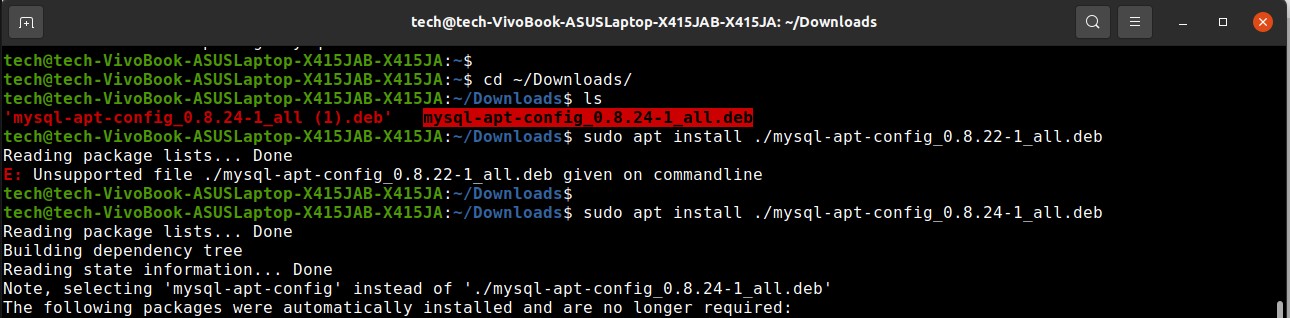 tech@tech-VivoBook-ASUSLaptop-X415JAB-X415JA: ~/Downloads
tech@tech-VivoBook-ASUSLaptop-X415JAB-X415JA:~$
tech@tech-VivoBook-ASUSLaptop-X415JAB-X415JA:~$ cd ~/Downloads/
tech@tech-VivoBook-ASUSLaptop-X415JAB-X415JA:~/Downloads$ ls
'mysql-apt-config_0.8.24-1_all (1).deb'   mysql-apt-config_0.8.24-1_all.deb
tech@tech-VivoBook-ASUSLaptop-X415JAB-X415JA:~/Downloads$ sudo apt install ./mysql-apt-config_0.8.22-1_all.deb
Reading package lists... Done
E: Unsupported file ./mysql-apt-config_0.8.22-1_all.deb given on commandline
tech@tech-VivoBook-ASUSLaptop-X415JAB-X415JA:~/Downloads$
tech@tech-VivoBook-ASUSLaptop-X415JAB-X415JA:~/Downloads$ sudo apt install ./mysql-apt-config_0.8.24-1_all.deb
Reading package lists... Done
Building dependency tree
Reading state information... Done
Note, selecting 'mysql-apt-config' instead of './mysql-apt-config_0.8.24-1_all.deb'
The following packages were automatically installed and are no longer required: